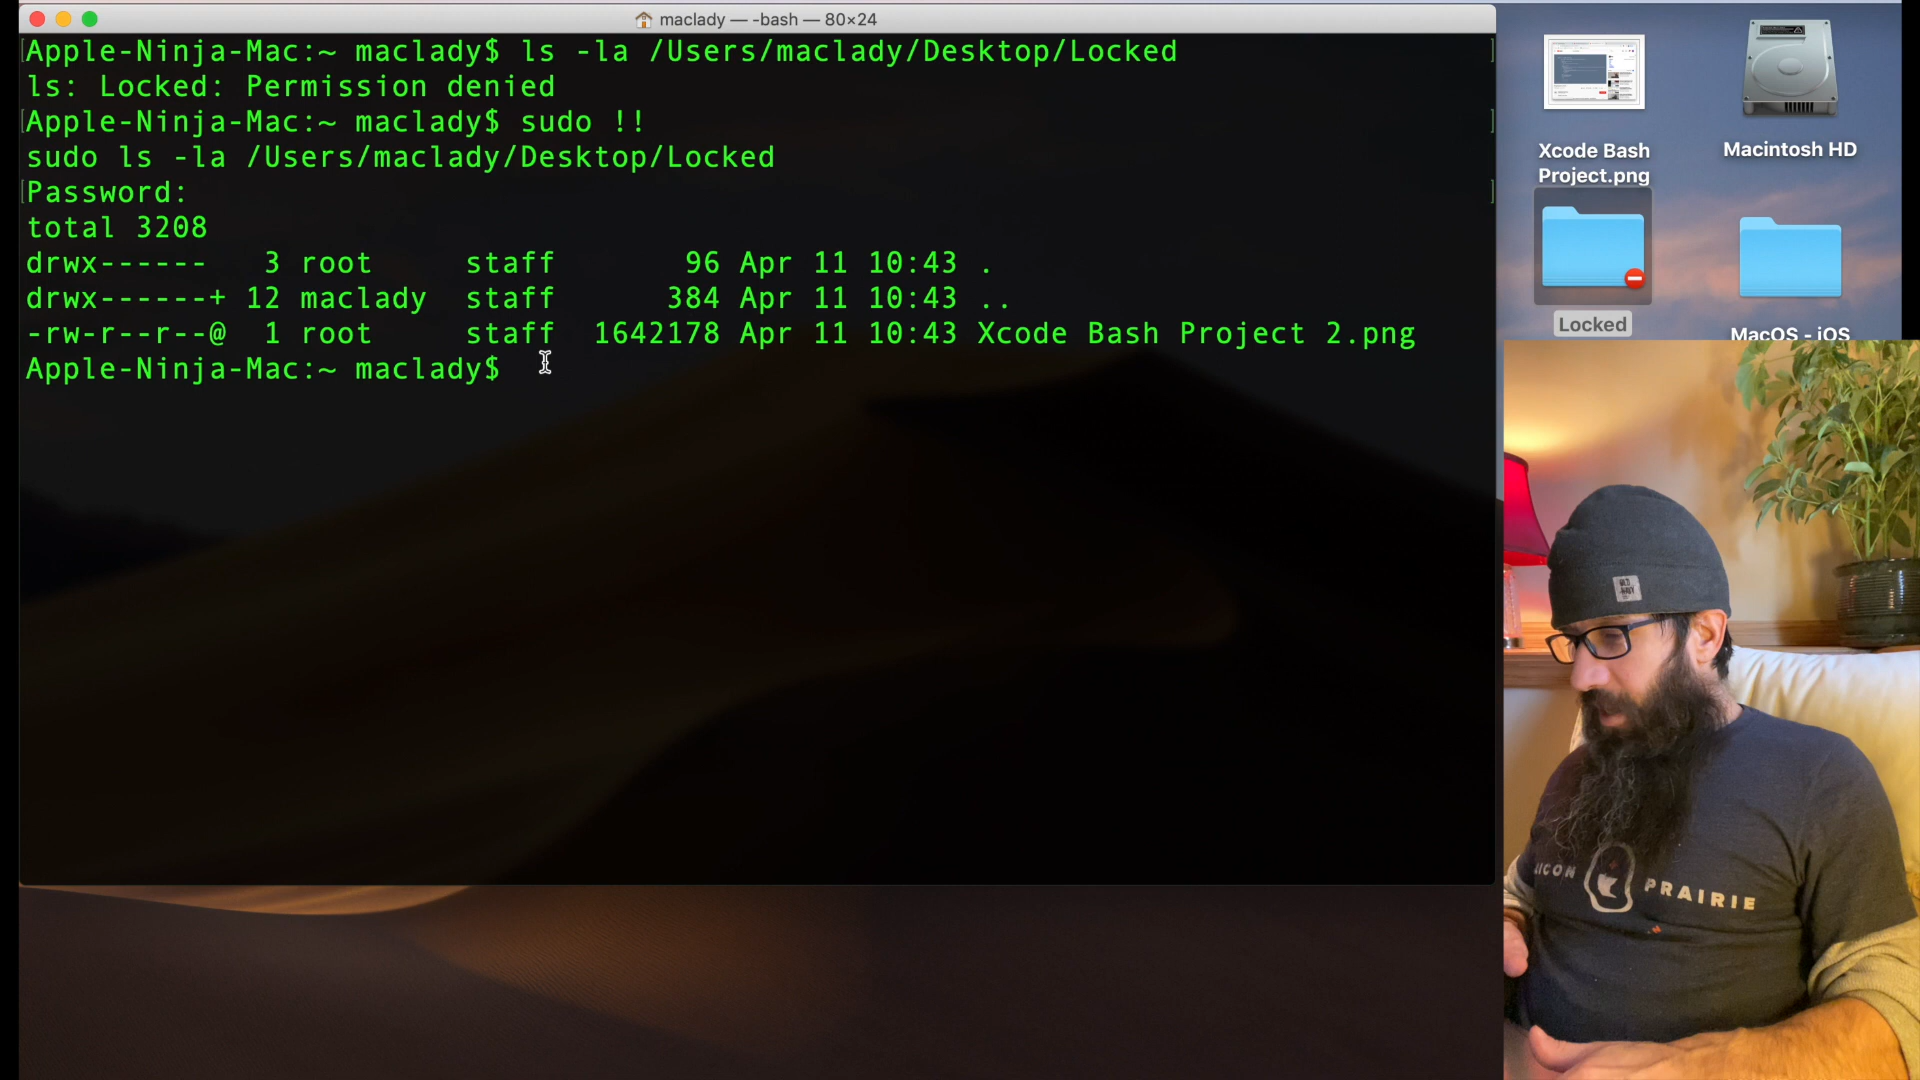 maclady — -bash — 80×24
Apple-Ninja-Mac:~ maclady$ ls -la /Users/maclady/Desktop/Locked
ls: Locked: Permission denied
Apple-Ninja-Mac:~ maclady$ sudo !!
sudo ls -la /Users/maclady/Desktop/Locked
Password:
total 3208
drwx------   3 root     staff       96 Apr 11 10:43 .
drwx------+ 12 maclady  staff      384 Apr 11 10:43 ..
-rw-r--r--@  1 root     staff  1642178 Apr 11 10:43 Xcode Bash Project 2.png
Apple-Ninja-Mac:~ maclady$
Xcode Bash
Project.png
Macintosh HD
Locked
MacOS - iOS
PRAIRIE